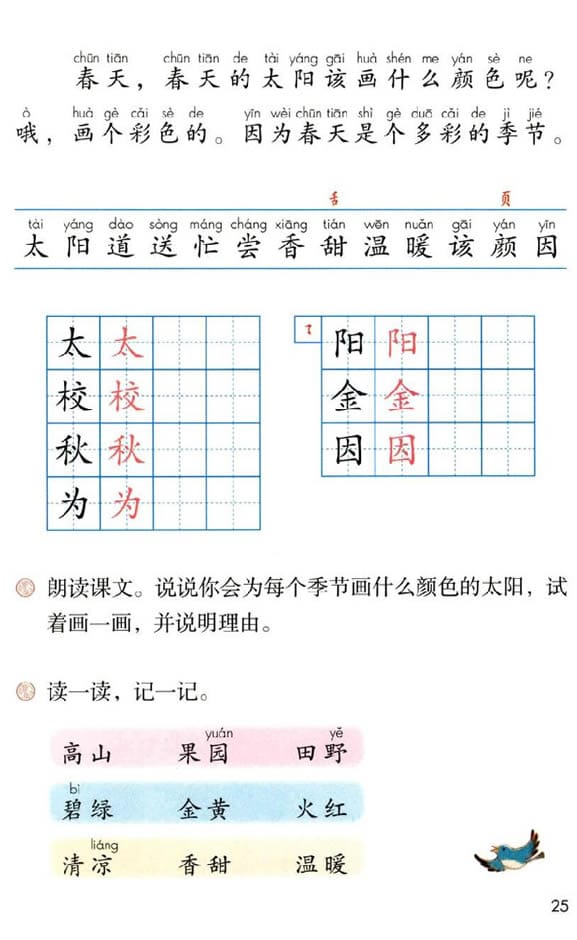 chūn tiān chūn tiān de tài yáng gāi huà shén me yán sè ne
春天，春天的太阳该画什么颜色呢？
ò huà gè cǎi sè de yīn wèi chūn tiān shì gè duō cǎi de jì jié
哦，画个彩色的。因为春天是个多彩的季节。
舌 页
tài yáng dào sòng máng cháng xiāng tián wēn nuǎn gāi yán yīn
太阳道送忙尝香甜温暖该颜因
太太
校校
秋秋
为为
㇌ 阳阳
金金
因因
朗读课文。说说你会为每个季节画什么颜色的太阳，试
着画一画，并说明理由。
读一读，记一记。
yuán yě
高山 果园 田野
bì
碧绿 金黄 火红
liáng
清凉 香甜 温暖
25